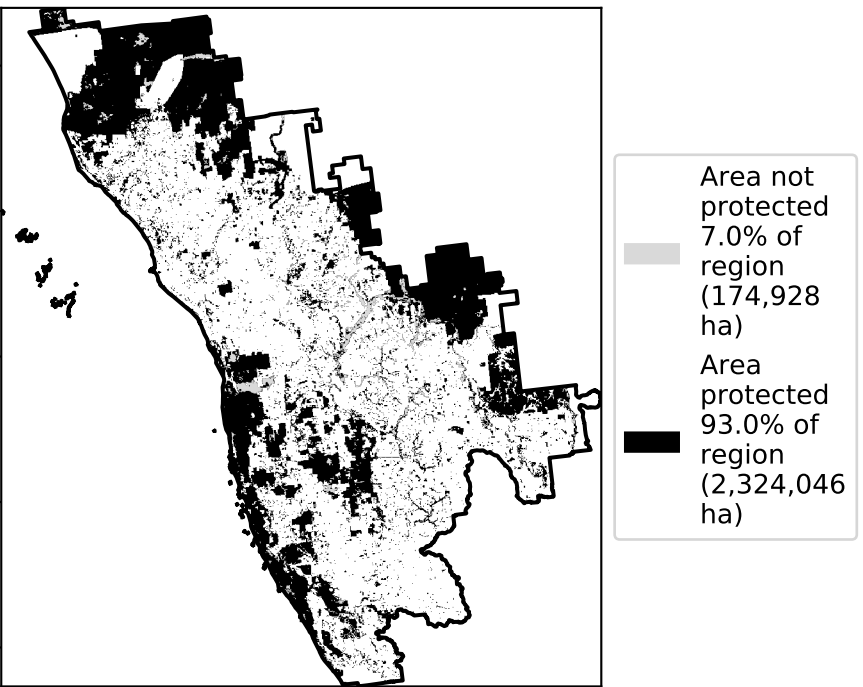 Area not
protected
7.0% of
region
(174,928
ha)
Area
protected
93.0% of
region
(2,324,046
ha)